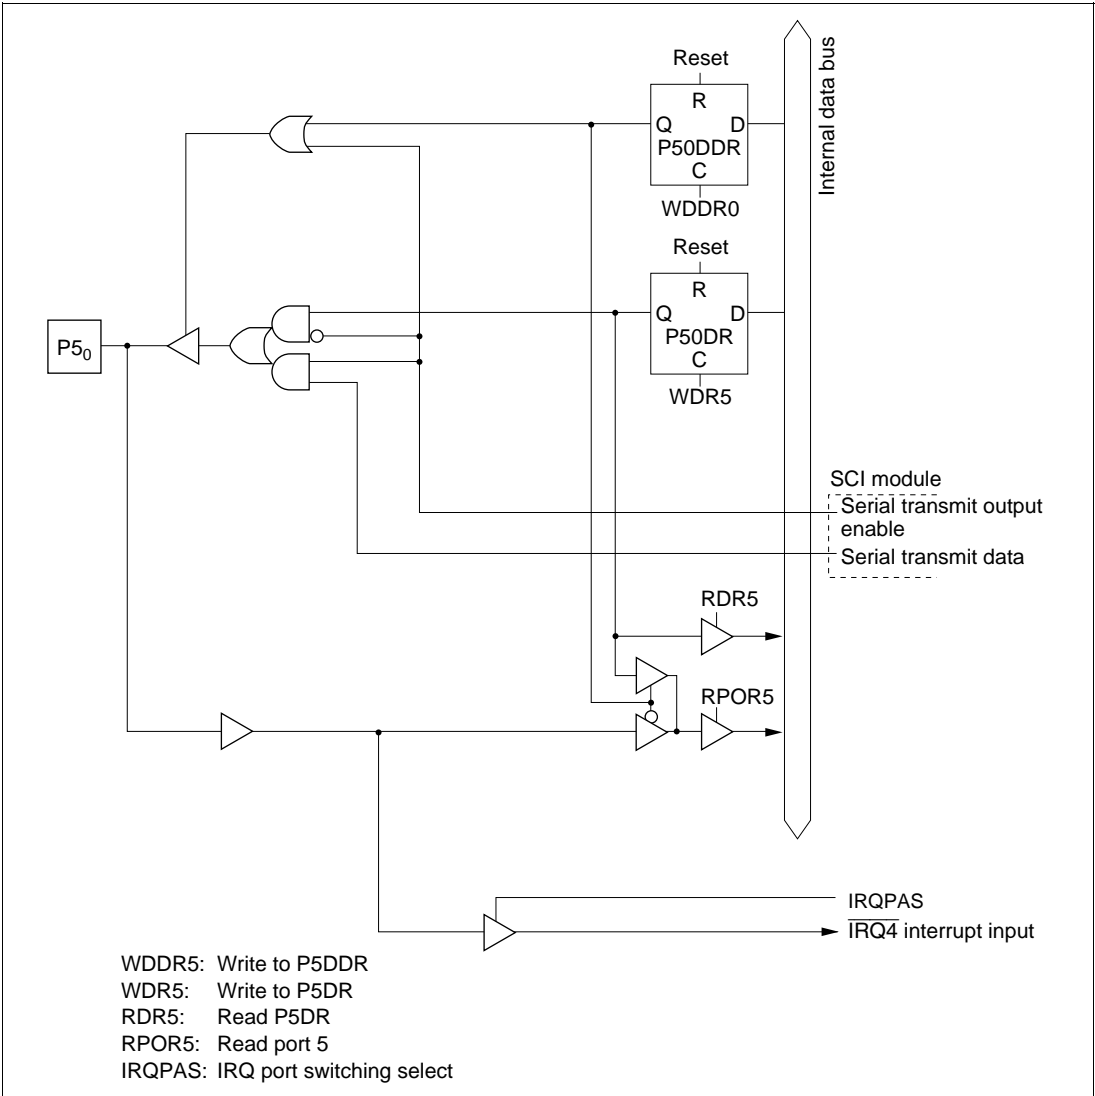 Reset
R
Q D
P50DDR
C
WDDR0
Internal data bus
Reset
R
Q D
P50DR
C
WDR5
P5₀
SCI module
Serial transmit output
enable
Serial transmit data
RDR5
RPOR5
IRQPAS
I̅R̅Q̅4̅ interrupt input
WDDR5: Write to P5DDR
WDR5: Write to P5DR
RDR5: Read P5DR
RPOR5: Read port 5
IRQPAS: IRQ port switching select